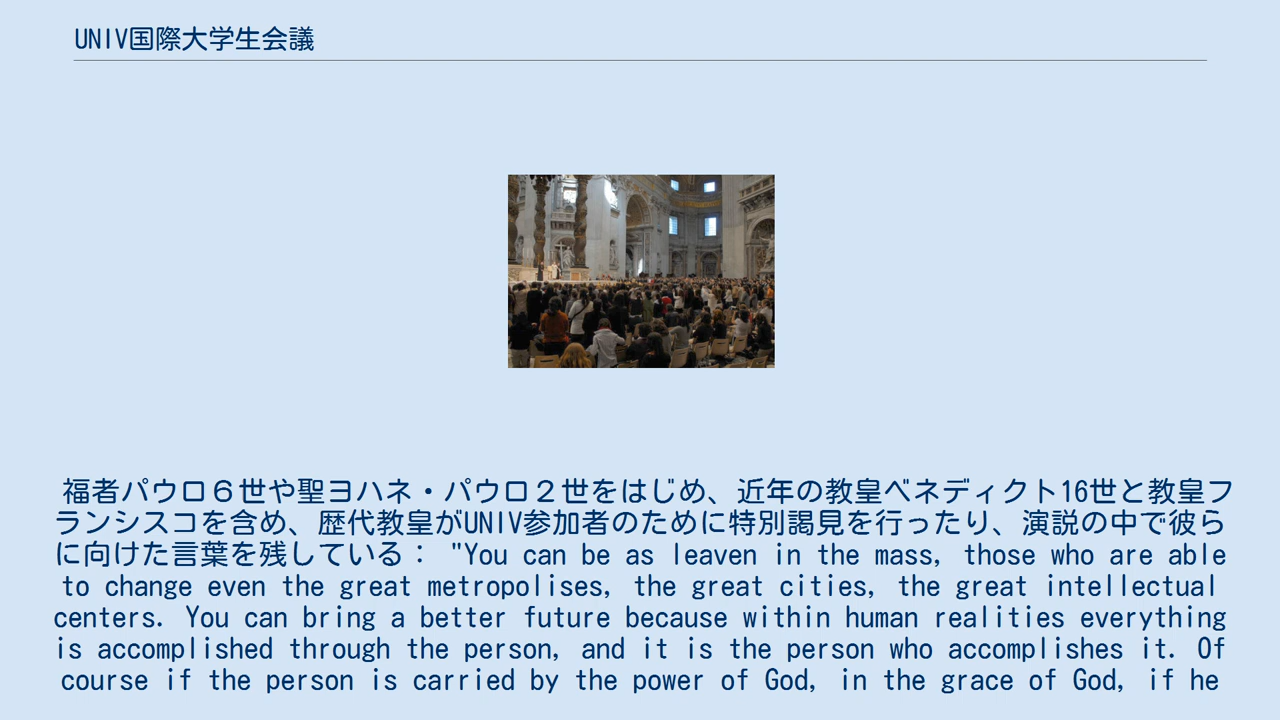 UNIV国際大学生会議
福者パウロ６世や聖ヨハネ・パウロ２世をはじめ、近年の教皇ベネディクト16世と教皇フ
ランシスコを含め、歴代教皇がUNIV参加者のために特別謁見を行ったり、演説の中で彼ら
に向けた言葉を残している： "You can be as leaven in the mass, those who are able
to change even the great metropolises, the great cities, the great intellectual
centers. You can bring a better future because within human realities everything
is accomplished through the person, and it is the person who accomplishes it. Of
course if the person is carried by the power of God, in the grace of God, if he